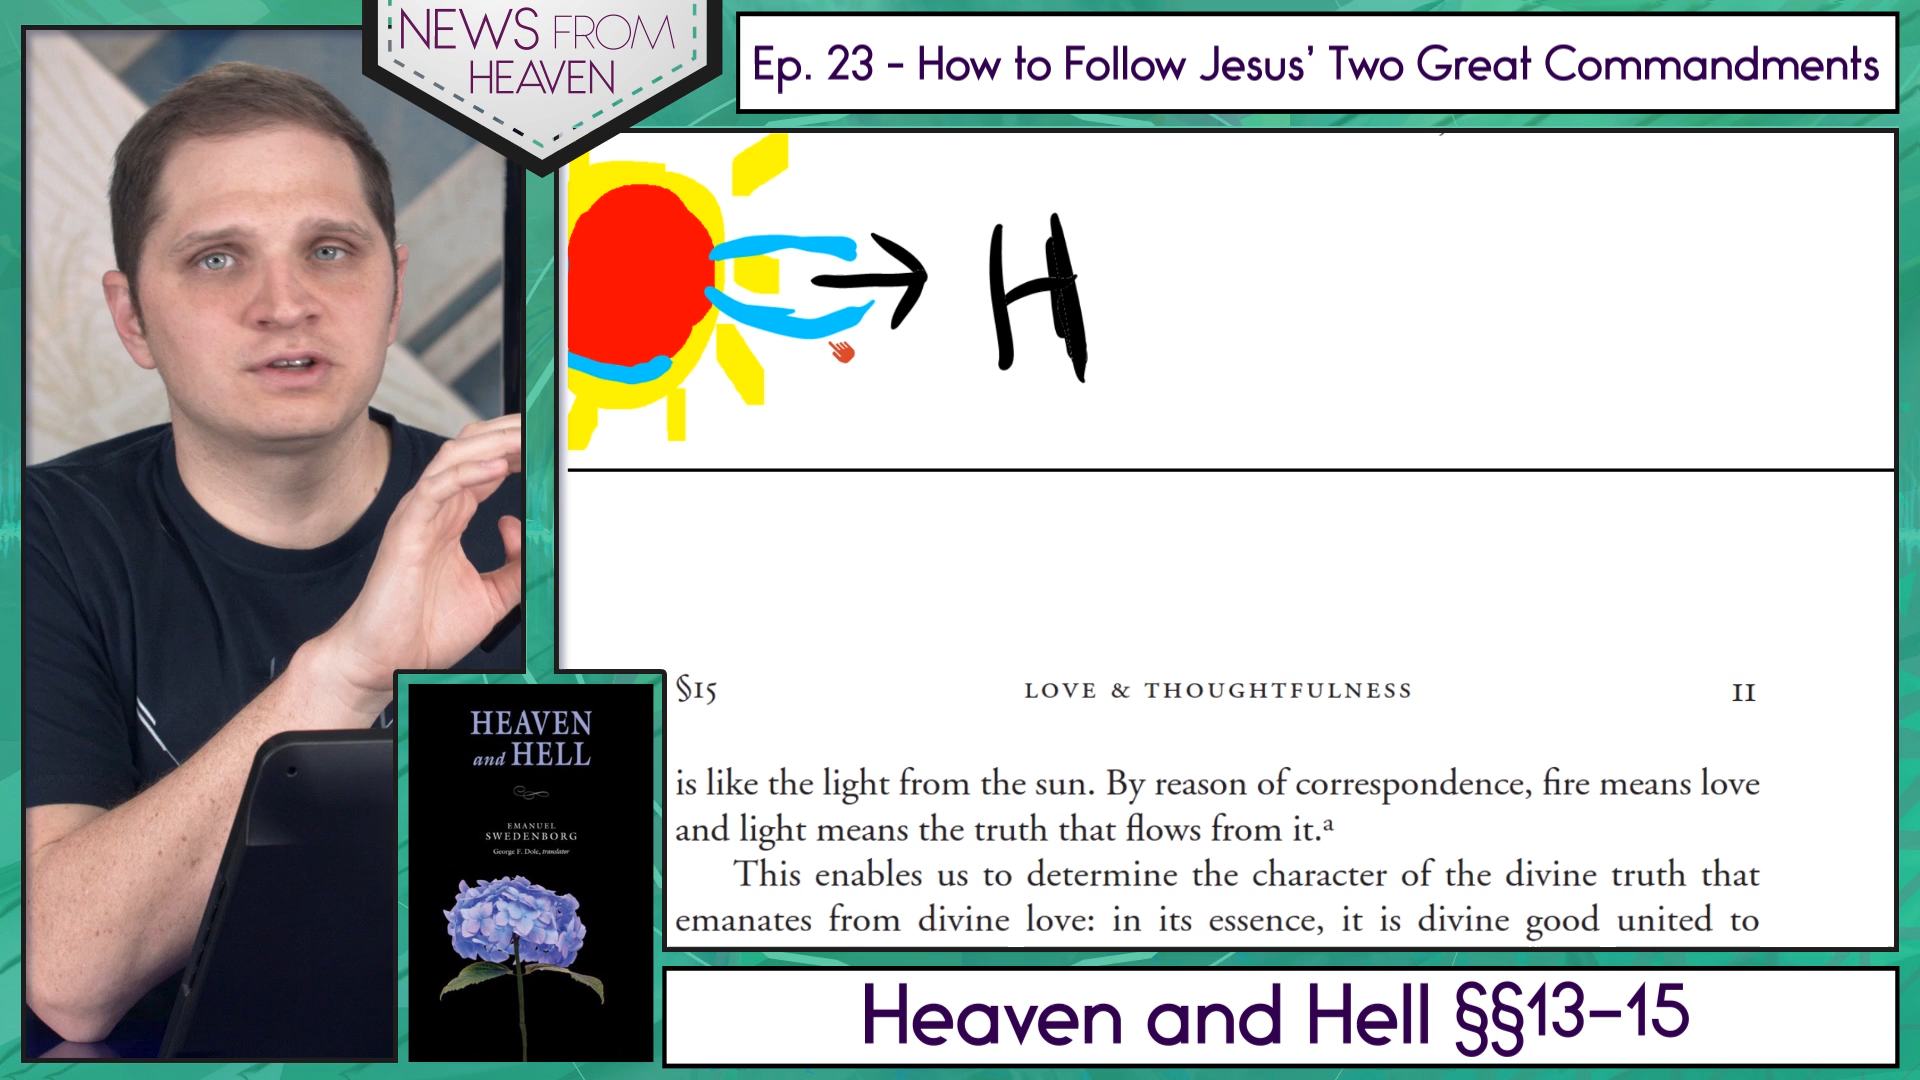 NEWS FROM
HEAVEN
Ep. 23 - How to Follow Jesus' Two Great Commandments
H
§15 LOVE & THOUGHTFULNESS 11
is like the light from the sun. By reason of correspondence, fire means love
and light means the truth that flows from it.a
This enables us to determine the character of the divine truth that
emanates from divine love: in its essence, it is divine good united to
HEAVEN
and HELL
EMANUEL
SWEDENBORG
George F. Dole, translator
Heaven and Hell §§13–15